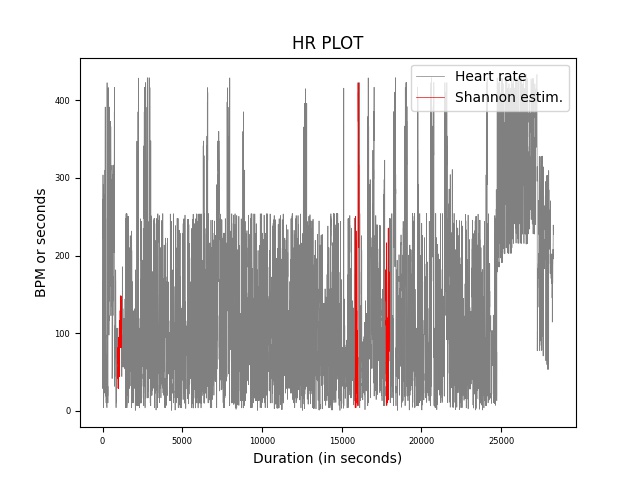 HR PLOT
Heart rate
Shannon estim.
BPM or seconds
400
300
200
100
0
0 5000 10000 15000 20000 25000
Duration (in seconds)